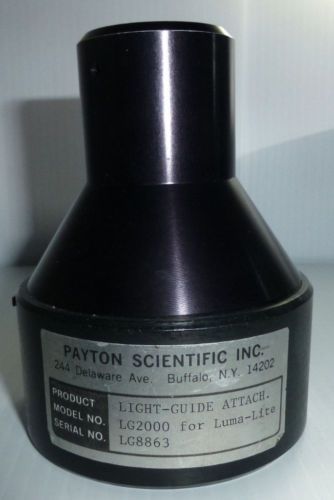 PAYTON SCIENTIFIC INC.
244 Delaware Ave. Buffalo, N.Y. 14202
PRODUCT LIGHT-GUIDE ATTACH.
MODEL NO. LG2000 for Luma-Lite
SERIAL NO. LG8863